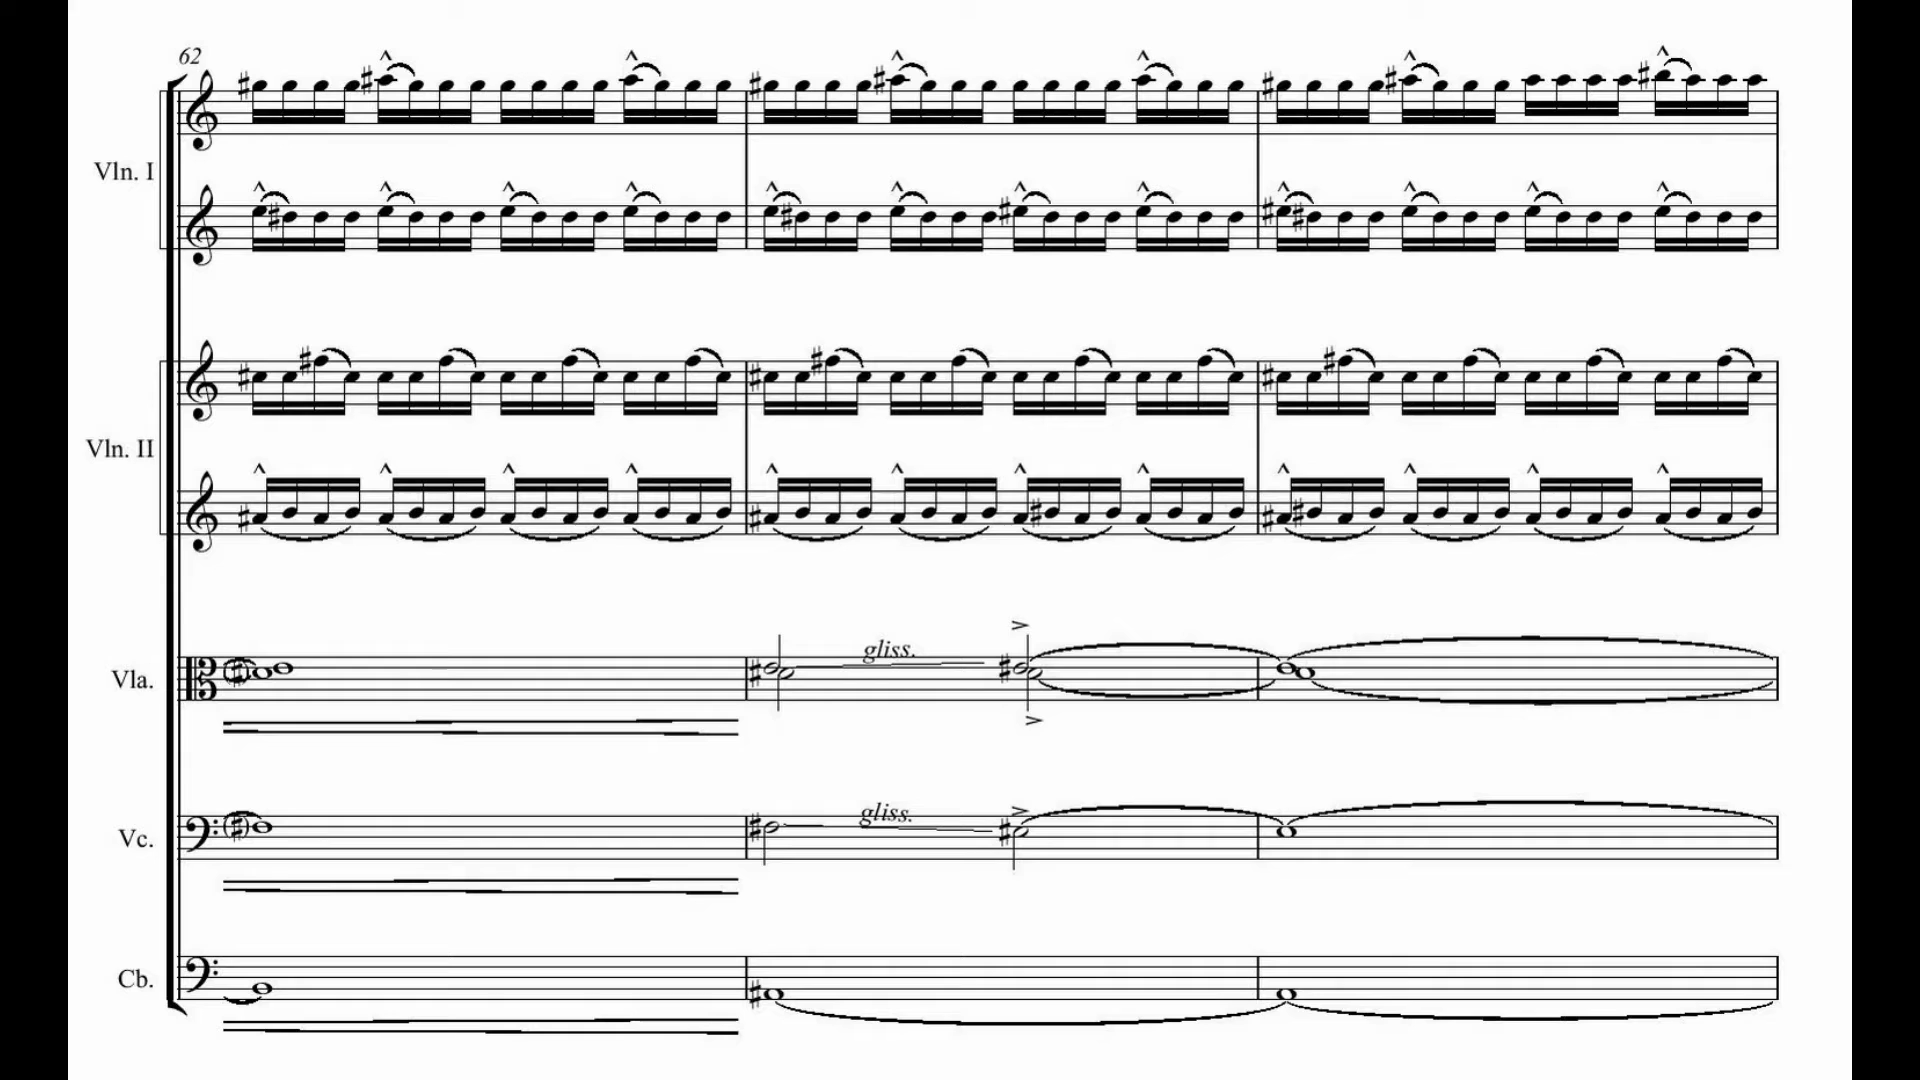 62
Vln. I
Vln. II
gliss.
Vla.
gliss.
Vc.
Cb.